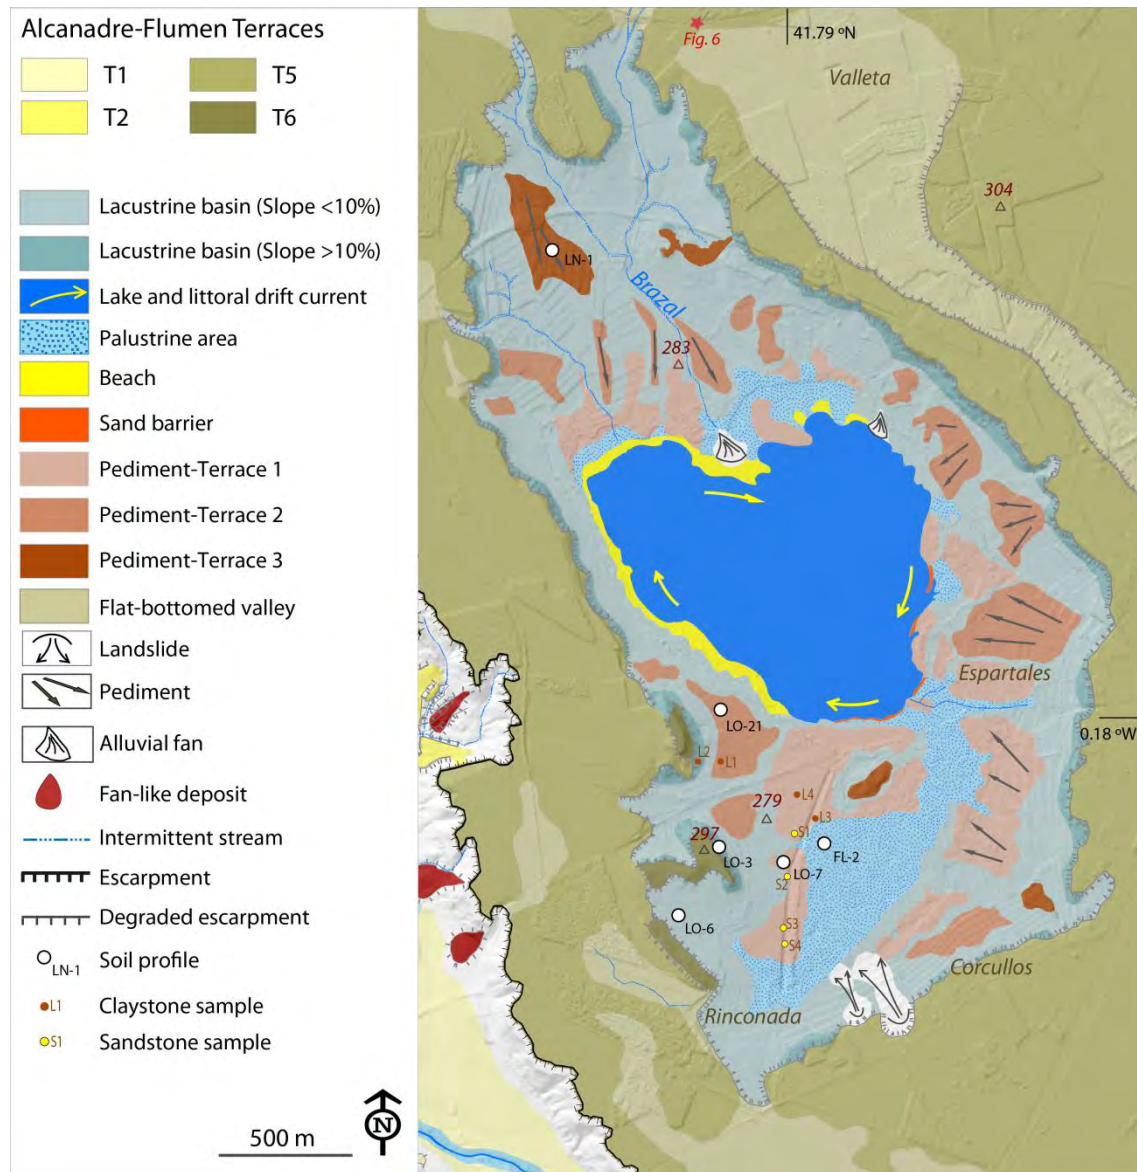 Alcanadre-Flumen Terraces
T1
T5
T2
T6
Lacustrine basin (Slope <10%)
Lacustrine basin (Slope >10%)
Lake and littoral drift current
Palustrine area
Beach
Sand barrier
Pediment-Terrace 1
Pediment-Terrace 2
Pediment-Terrace 3
Flat-bottomed valley
Landslide
Pediment
Alluvial fan
Fan-like deposit
Intermittent stream
Escarpment
Degraded escarpment
LN-1
Soil profile
L1
Claystone sample
S1
Sandstone sample
500 m
N
Fig. 6
41.79 ºN
Valleta
304
LN-1
Brazal
283
Espartales
LO-21
0.18 ºW
L2
L1
L4
279
L3
297
S1
LO-3
FL-2
LO-7
S2
LO-6
S3
S4
Corcullos
Rinconada